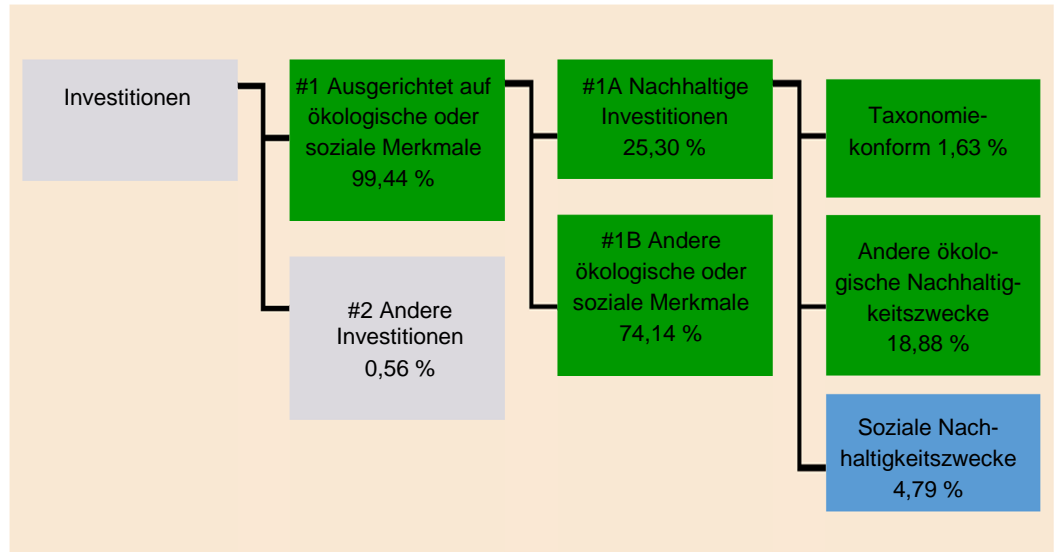 Investitionen
#1 Ausgerichtet auf
ökologische oder
soziale Merkmale
99,44 %
#2 Andere
Investitionen
0,56 %
#1A Nachhaltige
Investitionen
25,30 %
#1B Andere
ökologische oder
soziale Merkmale
74,14 %
Taxonomie-
konform 1,63 %
Andere ökolo-
gische Nachhaltig-
keitszwecke
18,88 %
Soziale Nach-
haltigkeitszwecke
4,79 %